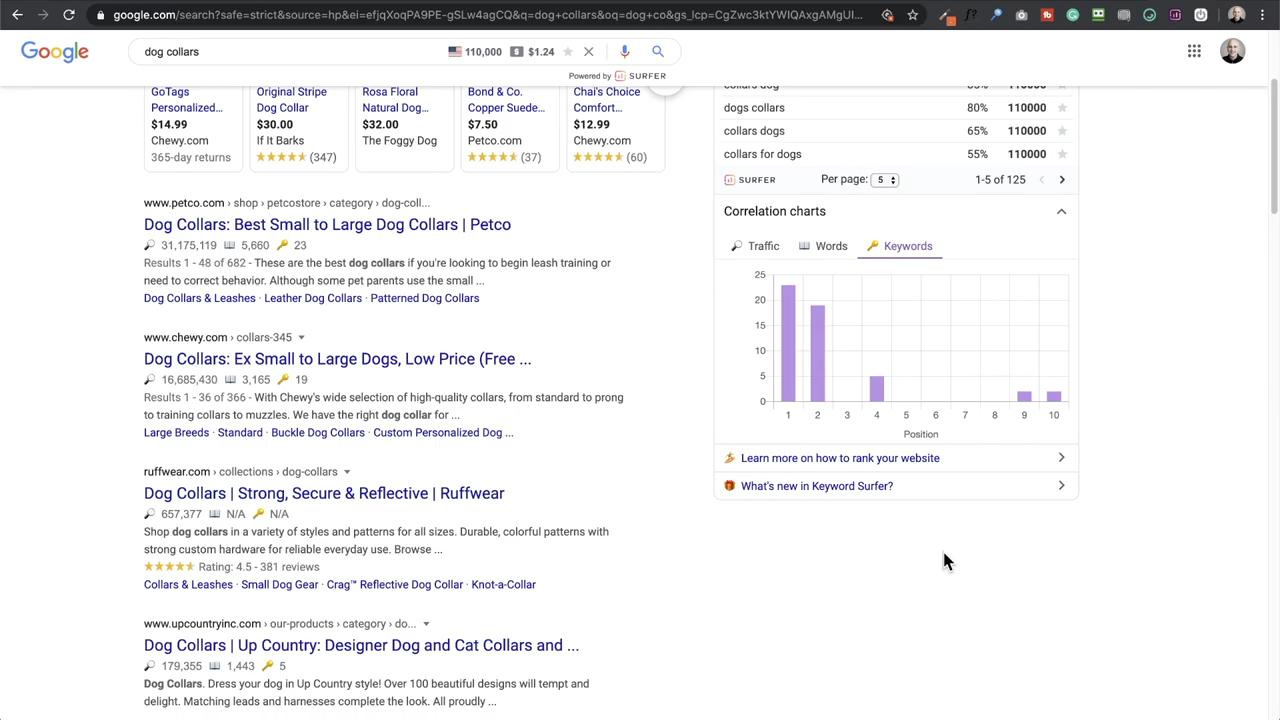 google.com/search?safe=strict&source=hp&ei=efjqXoqPA9PE-gSLw4agCQ&q=dog+collars&oq=dog+co&gs_lcp=CgZwc3ktYWIQAxgAMgUI...
Google
dog collars
110,000
$1.24
Powered by SURFER
GoTags
Personalized...
$14.99
Chewy.com
365-day returns
Original Stripe
Dog Collar
$30.00
If It Barks
(347)
Rosa Floral
Natural Dog...
$32.00
The Foggy Dog
Bond & Co.
Copper Suede...
$7.50
Petco.com
(37)
Chai's Choice
Comfort...
$12.99
Chewy.com
(60)
www.petco.com › shop › petcostore › category › dog-coll...
Dog Collars: Best Small to Large Dog Collars | Petco
31,175,119 5,660 23
Results 1 - 48 of 682 - These are the best dog collars if you're looking to begin leash training or
need to correct behavior. Although some pet parents use the small ...
Dog Collars & Leashes · Leather Dog Collars · Patterned Dog Collars
www.chewy.com › collars-345
Dog Collars: Ex Small to Large Dogs, Low Price (Free ...
16,685,430 3,165 19
Results 1 - 36 of 366 - With Chewy's wide selection of high-quality collars, from standard to prong
to training collars to muzzles. We have the right dog collar for ...
Large Breeds · Standard · Buckle Dog Collars · Custom Personalized Dog ...
ruffwear.com › collections › dog-collars
Dog Collars | Strong, Secure & Reflective | Ruffwear
657,377 N/A N/A
Shop dog collars in a variety of styles and patterns for all sizes. Durable, colorful patterns with
strong custom hardware for reliable everyday use. Browse ...
Rating: 4.5 - 381 reviews
Collars & Leashes · Small Dog Gear · Crag™ Reflective Dog Collar · Knot-a-Collar
www.upcountryinc.com › our-products › category › do...
Dog Collars | Up Country: Designer Dog and Cat Collars and ...
179,355 1,443 5
Dog Collars. Dress your dog in Up Country style! Over 100 beautiful designs will tempt and
delight. Matching leads and harnesses complete the look. All proudly ...
collars dog 110000
dogs collars 80% 110000
collars dogs 65% 110000
collars for dogs 55% 110000
SURFER Per page: 5 1-5 of 125
Correlation charts
Traffic Words Keywords
25
20
15
10
5
0
1 2 3 4 5 6 7 8 9 10
Position
Learn more on how to rank your website
What's new in Keyword Surfer?